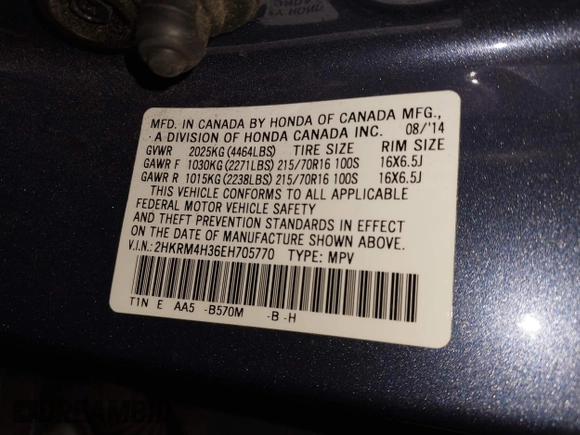 MFD. IN CANADA BY HONDA OF CANADA MFG.,
A DIVISION OF HONDA CANADA INC. 08/'14
GVWR 2025KG (4464LBS) TIRE SIZE RIM SIZE
GAWR F 1030KG (2271LBS) 215/70R16 100S 16X6.5J
GAWR R 1015KG (2238LBS) 215/70R16 100S 16X6.5J
THIS VEHICLE CONFORMS TO ALL APPLICABLE
FEDERAL MOTOR VEHICLE SAFETY
AND THEFT PREVENTION STANDARDS IN EFFECT
ON THE DATE OF MANUFACTURE SHOWN ABOVE.
V.I.N.: 2HKRM4H36EH705770 TYPE: MPV
T1N E AA5 -B570M -B -H